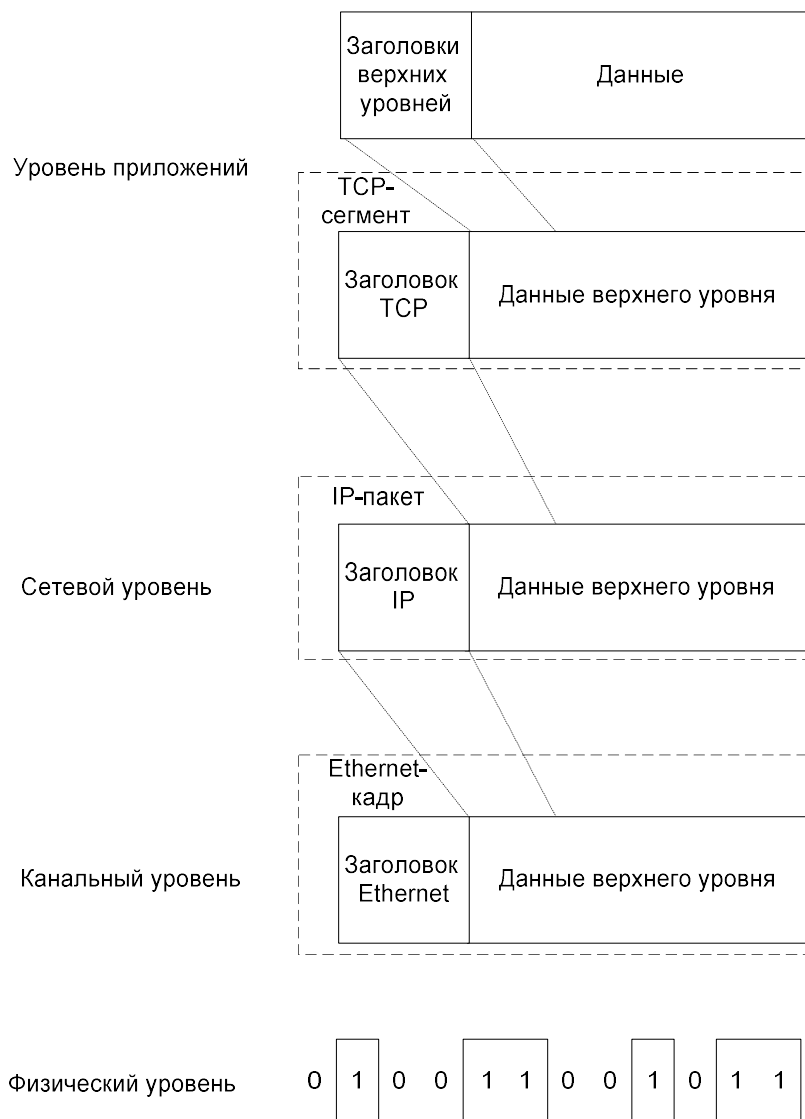 Заголовки
верхних
уровней
Данные
Уровень приложений
TCP-
сегмент
Заголовок
TCP
Данные верхнего уровня
IP-пакет
Сетевой уровень
Заголовок
IP
Данные верхнего уровня
Ethernet-
кадр
Канальный уровень
Заголовок
Ethernet
Данные верхнего уровня
Физический уровень
0 1 0 0 1 1 0 0 1 0 1 1